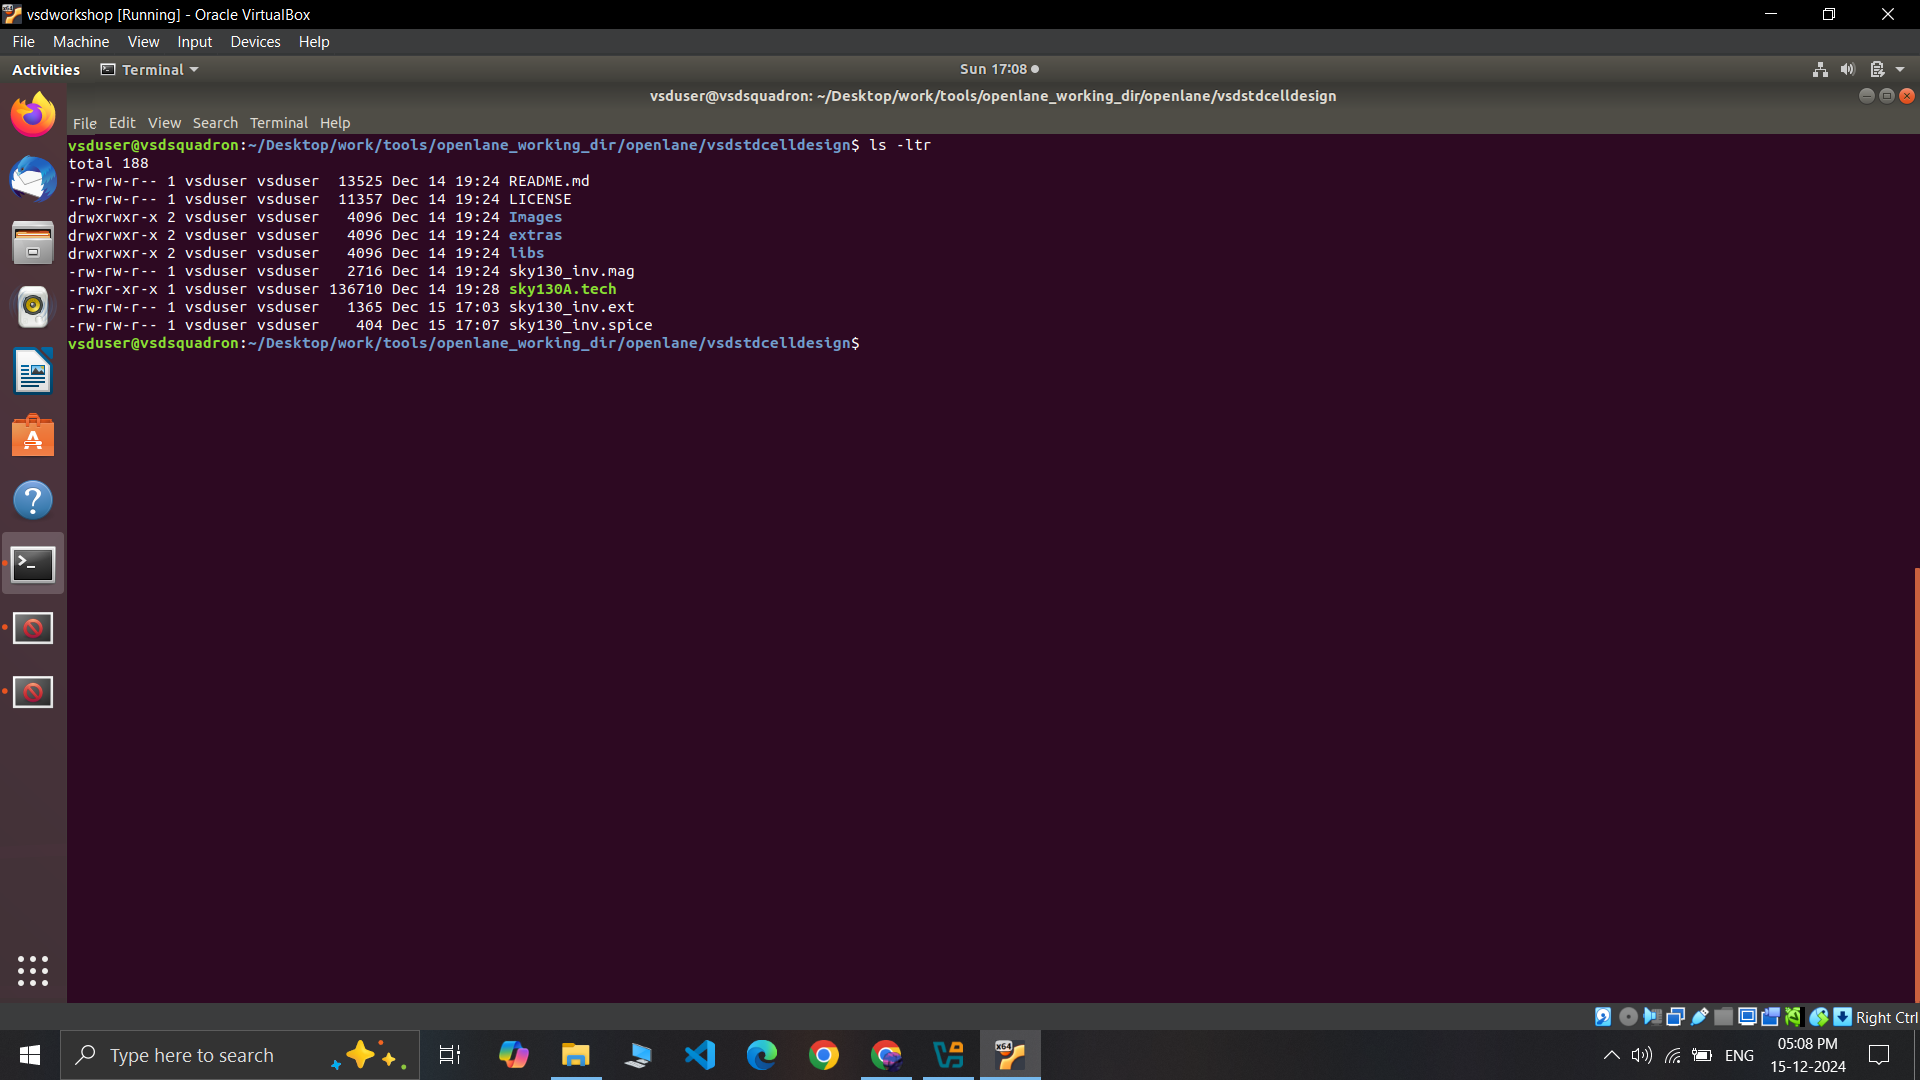 vsdworkshop [Running] - Oracle VirtualBox
File Machine View Input Devices Help
Activities Terminal Sun 17:08
vsduser@vsdsquadron: ~/Desktop/work/tools/openlane_working_dir/openlane/vsdstdcelldesign
File Edit View Search Terminal Help
vsduser@vsdsquadron:~/Desktop/work/tools/openlane_working_dir/openlane/vsdstdcelldesign$ ls -ltr
total 188
-rw-rw-r-- 1 vsduser vsduser  13525 Dec 14 19:24 README.md
-rw-rw-r-- 1 vsduser vsduser  11357 Dec 14 19:24 LICENSE
drwxrwxr-x 2 vsduser vsduser   4096 Dec 14 19:24 Images
drwxrwxr-x 2 vsduser vsduser   4096 Dec 14 19:24 extras
drwxrwxr-x 2 vsduser vsduser   4096 Dec 14 19:24 libs
-rw-rw-r-- 1 vsduser vsduser   2716 Dec 14 19:24 sky130_inv.mag
-rwxr-xr-x 1 vsduser vsduser 136710 Dec 14 19:28 sky130A.tech
-rw-rw-r-- 1 vsduser vsduser   1365 Dec 15 17:03 sky130_inv.ext
-rw-rw-r-- 1 vsduser vsduser    404 Dec 15 17:07 sky130_inv.spice
vsduser@vsdsquadron:~/Desktop/work/tools/openlane_working_dir/openlane/vsdstdcelldesign$
Right Ctrl
Type here to search
x64
ENG
05:08 PM
15-12-2024